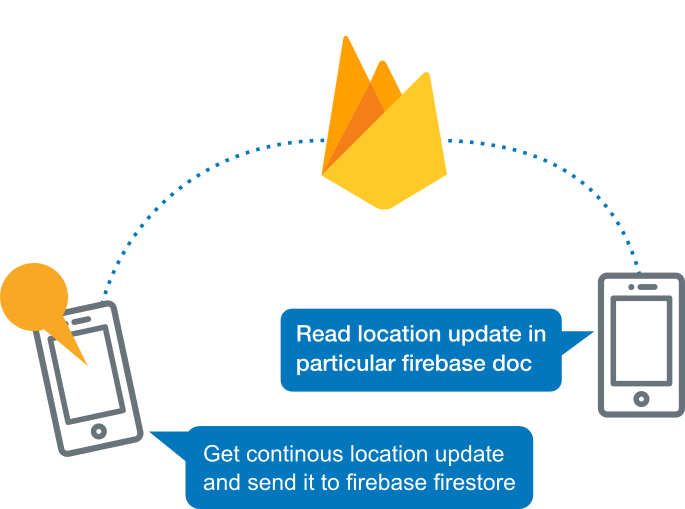 Read location update in
particular firebase doc
Get continous location update
and send it to firebase firestore